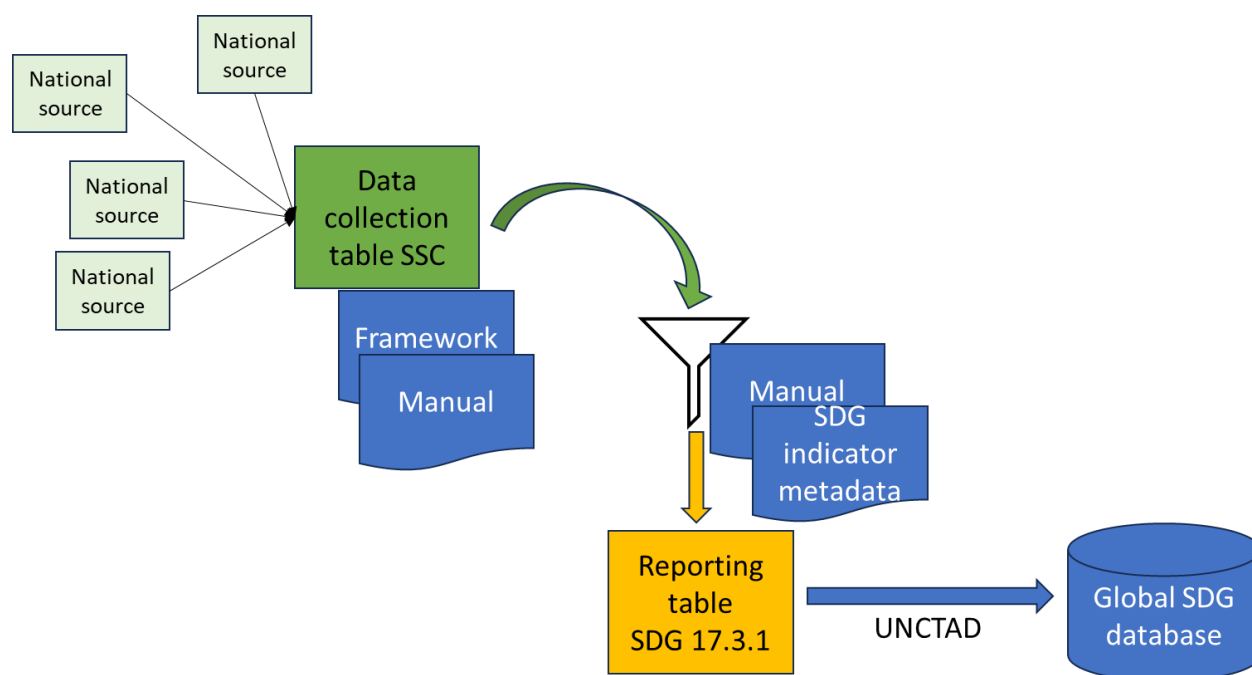 National
source
National
source
National
source
National
source
Data
collection
table SSC
Framework
Manual
Manual
SDG
indicator
metadata
Reporting
table
SDG 17.3.1
UNCTAD
Global SDG
database